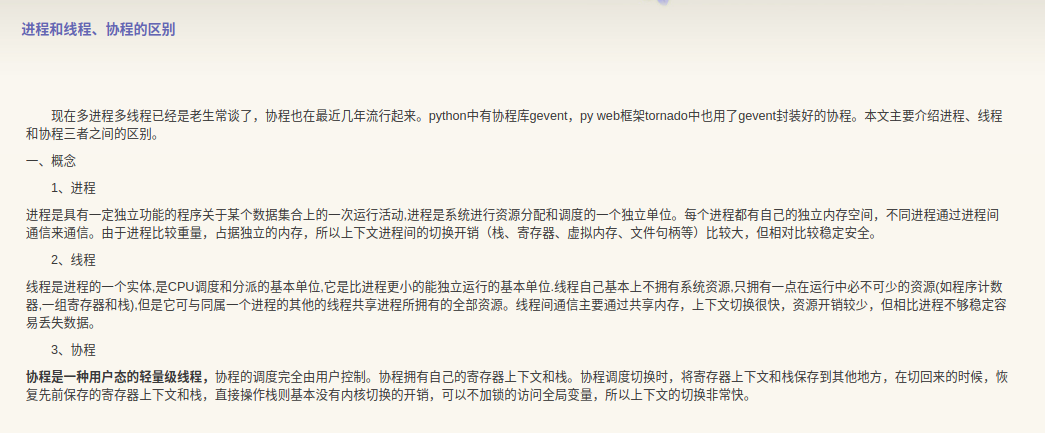 进程和线程、协程的区别
现在多进程多线程已经是老生常谈了，协程也在最近几年流行起来。python中有协程库gevent，py web框架tornado中也用了gevent封装好的协程。本文主要介绍进程、线程
和协程三者之间的区别。
一、概念
1、进程
进程是具有一定独立功能的程序关于某个数据集合上的一次运行活动,进程是系统进行资源分配和调度的一个独立单位。每个进程都有自己的独立内存空间，不同进程通过进程间
通信来通信。由于进程比较重量，占据独立的内存，所以上下文进程间的切换开销（栈、寄存器、虚拟内存、文件句柄等）比较大，但相对比较稳定安全。
2、线程
线程是进程的一个实体,是CPU调度和分派的基本单位,它是比进程更小的能独立运行的基本单位.线程自己基本上不拥有系统资源,只拥有一点在运行中必不可少的资源(如程序计数
器,一组寄存器和栈),但是它可与同属一个进程的其他的线程共享进程所拥有的全部资源。线程间通信主要通过共享内存，上下文切换很快，资源开销较少，但相比进程不够稳定容
易丢失数据。
3、协程
协程是一种用户态的轻量级线程，协程的调度完全由用户控制。协程拥有自己的寄存器上下文和栈。协程调度切换时，将寄存器上下文和栈保存到其他地方，在切回来的时候，恢
复先前保存的寄存器上下文和栈，直接操作栈则基本没有内核切换的开销，可以不加锁的访问全局变量，所以上下文的切换非常快。